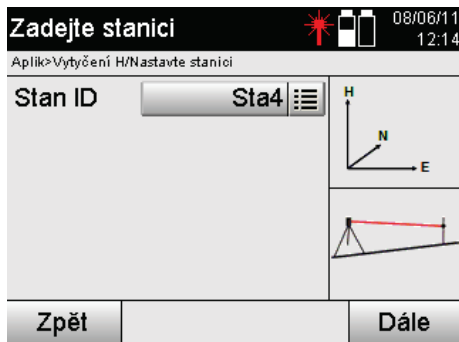 Zadejte stanici
08/06/11
12:14
Aplik>Vytyčení H/Nastavte stanici
Stan ID
Sta4
H
N
E
Zpět
Dále